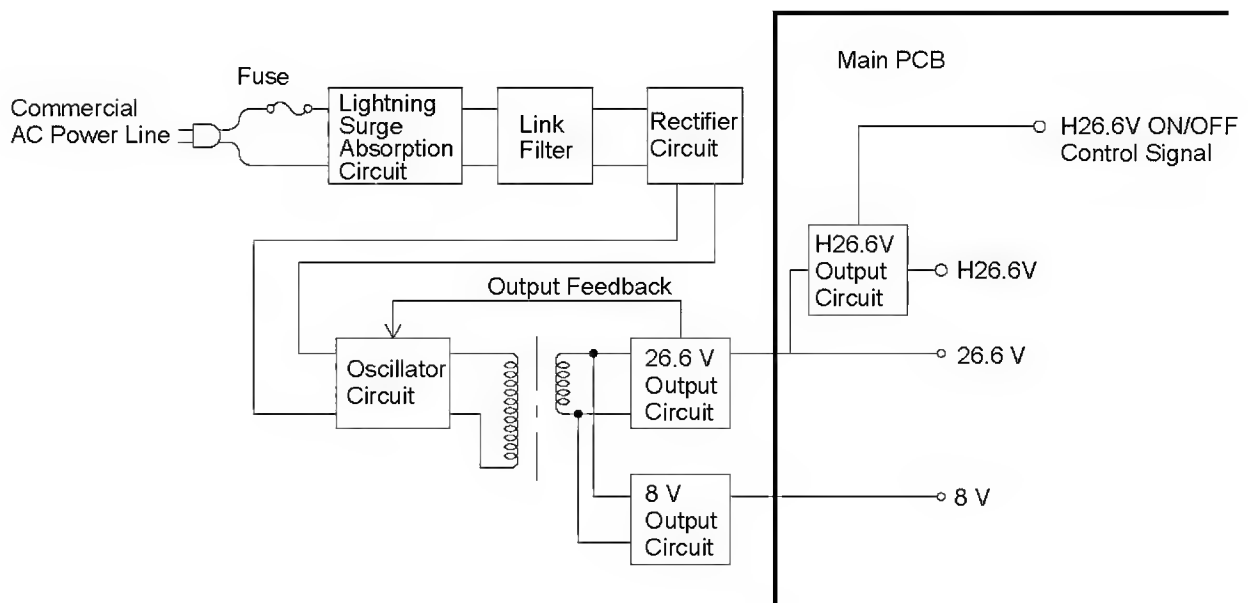 Main PCB
Fuse
Commercial
AC Power Line
Lightning
Surge
Absorption
Circuit
Link
Filter
Rectifier
Circuit
H26.6V ON/OFF
Control Signal
H26.6V
Output
Circuit
H26.6V
Output Feedback
Oscillator
Circuit
26.6 V
Output
Circuit
26.6 V
8 V
Output
Circuit
8 V